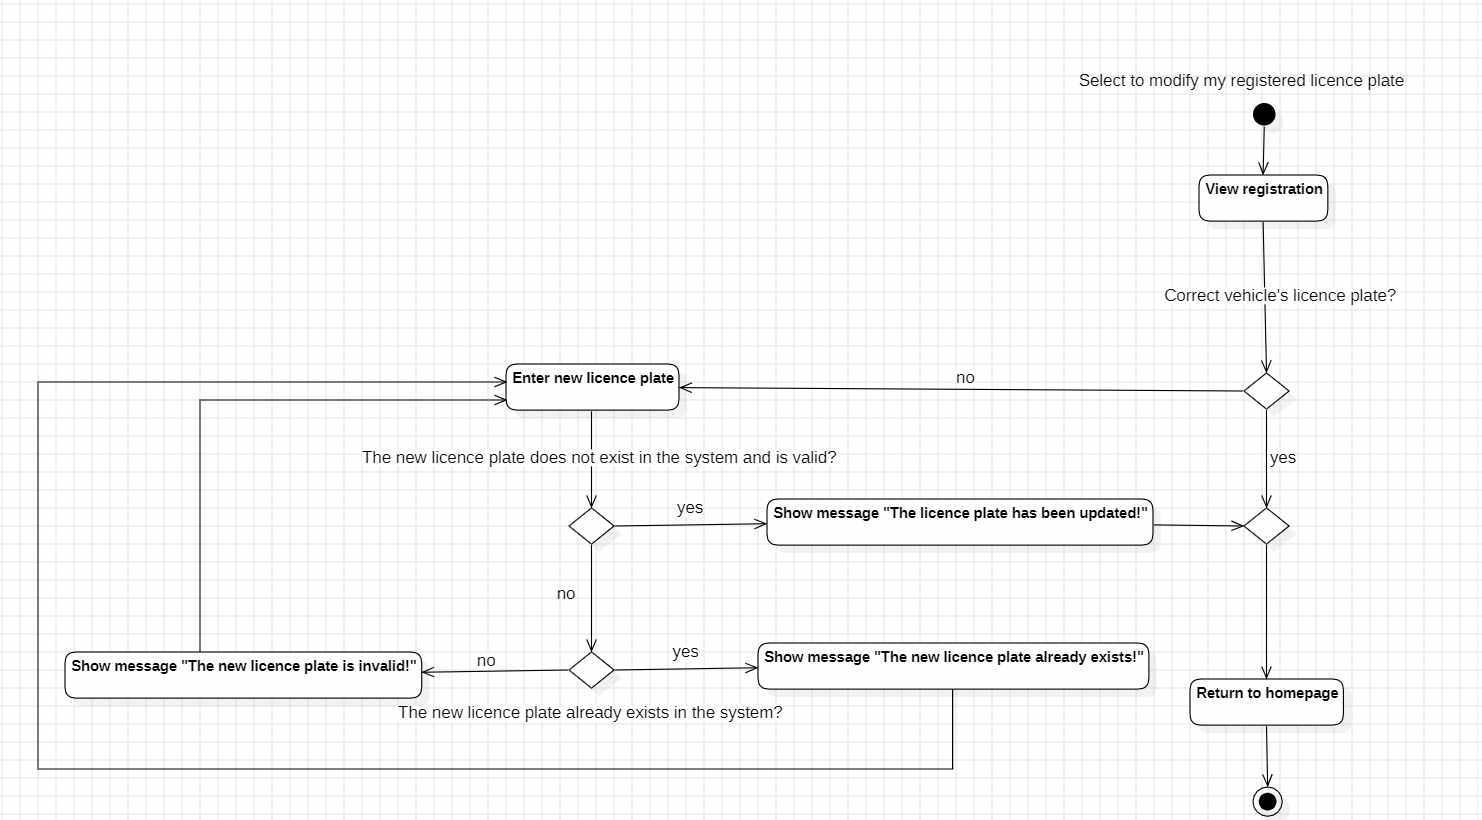 Select to modify my registered licence plate
View registration
Correct vehicle's licence plate?
Enter new licence plate
no
The new licence plate does not exist in the system and is valid?
yes
yes
Show message "The licence plate has been updated!"
no
Show message "The new licence plate is invalid!"
no
yes
Show message "The new licence plate already exists!"
Return to homepage
The new licence plate already exists in the system?